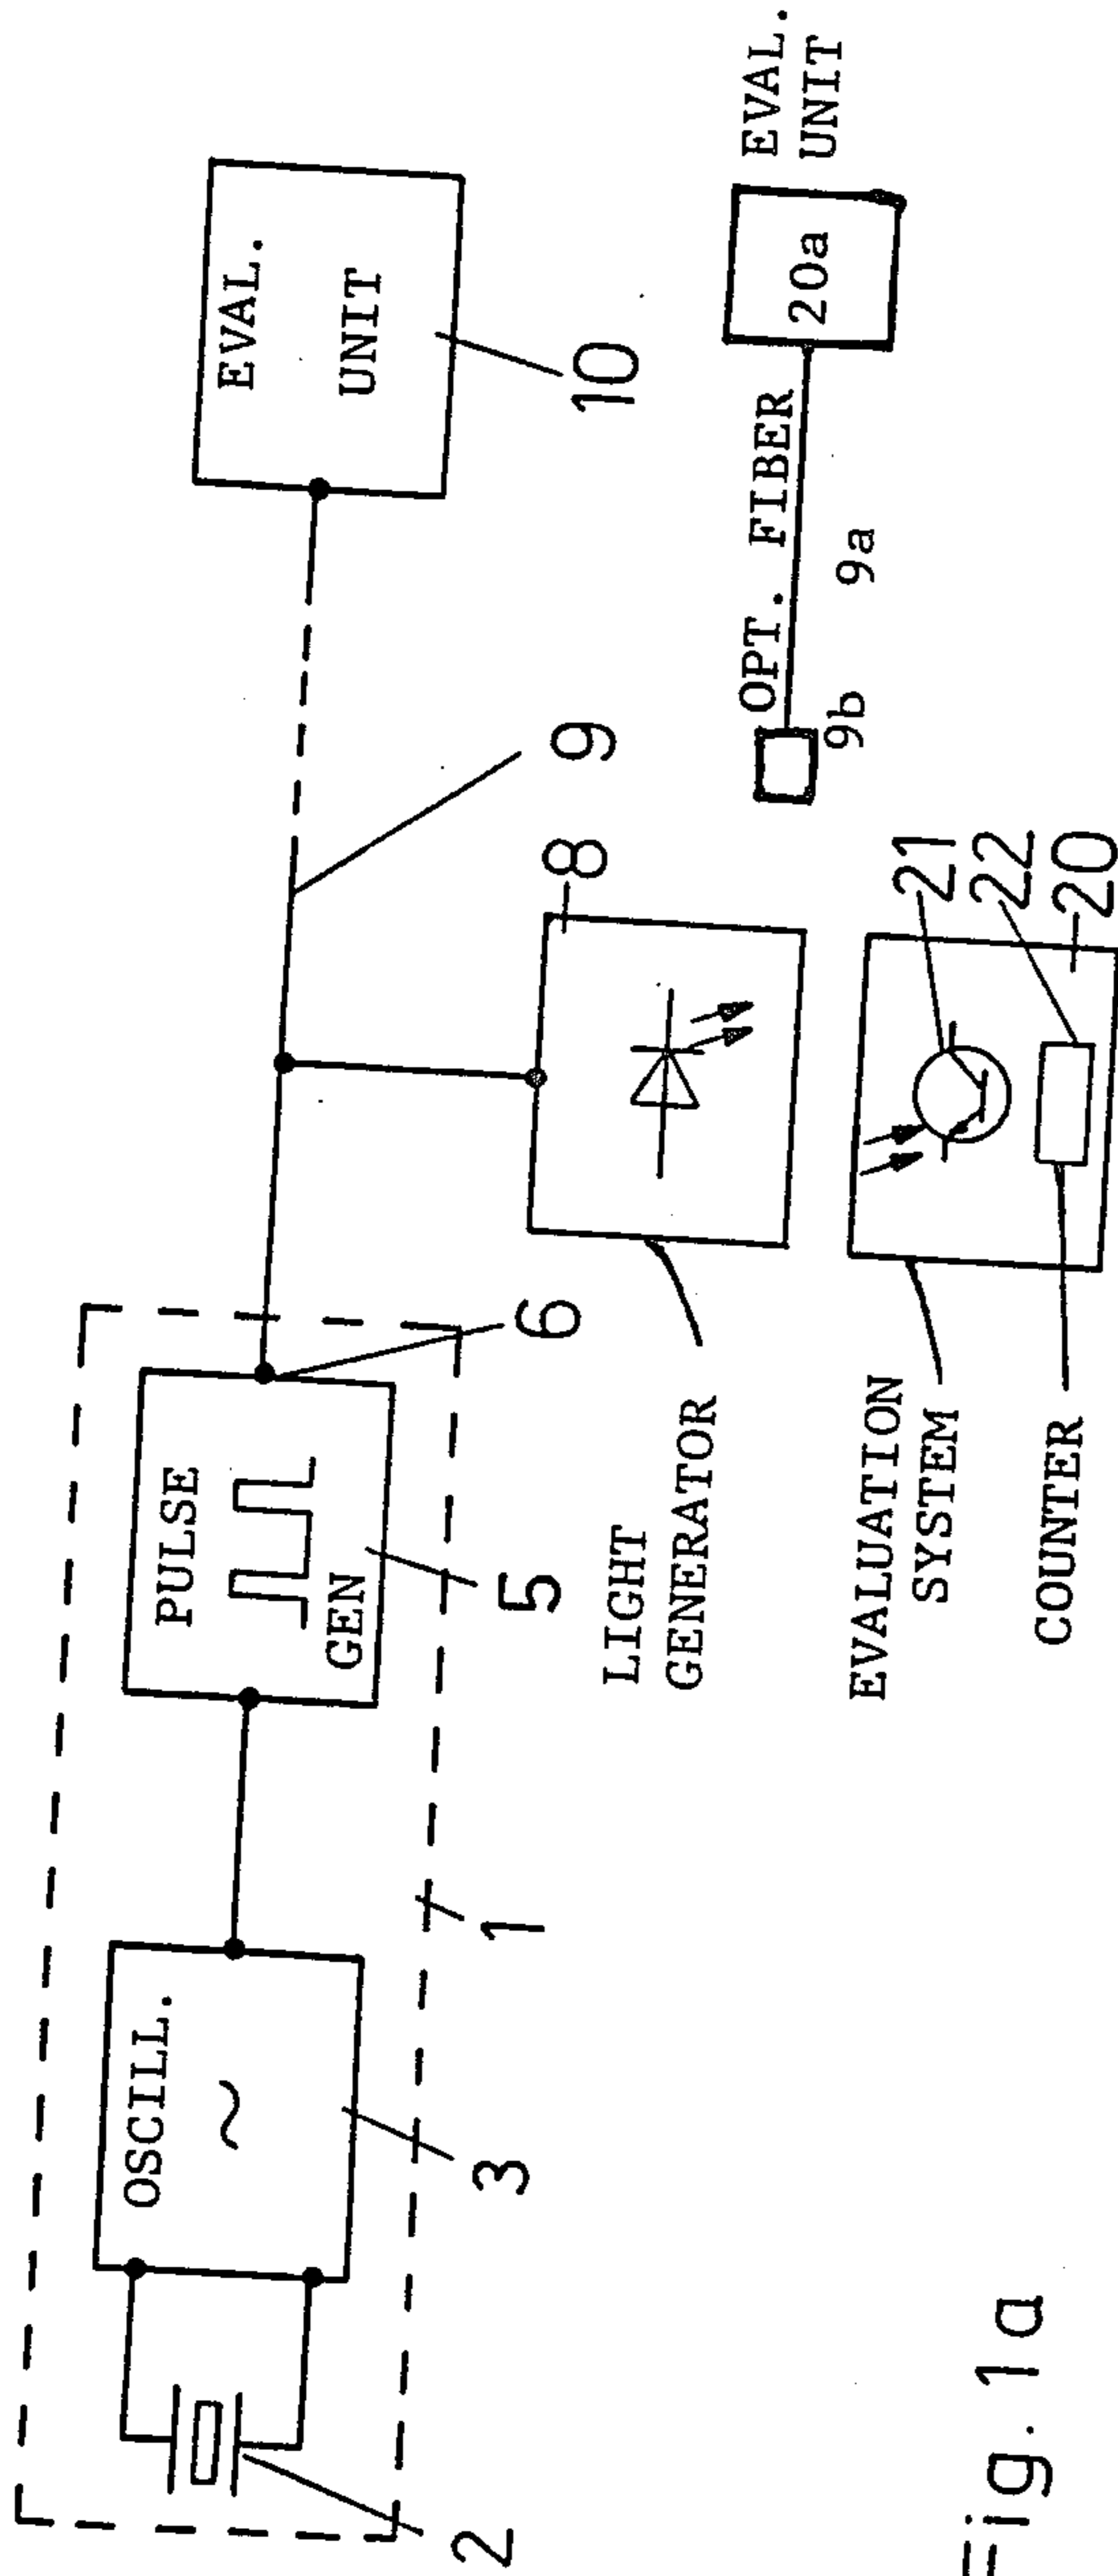 OSCILL.
~
PULSE
GEN
EVAL.
UNIT
2
3
1
5
6
9
10
8
LIGHT
GENERATOR
OPT. FIBER
9b
9a
20a
EVAL.
UNIT
EVALUATION
SYSTEM
COUNTER
21
22
20
Fig. 1a